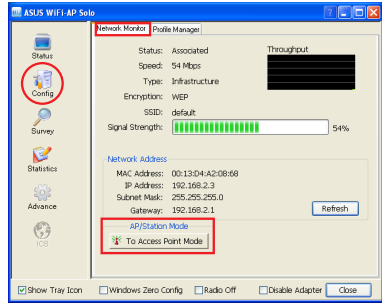 ASUS WiFi-AP Solo
Network Monitor
Profile Manager
Status
Config
Survey
Statistics
Advance
ICS
Status: Associated
Throughput
Speed: 54 Mbps
Type: Infrastructure
Encryption: WEP
SSID: default
Signal Strength: 54%
Network Address
MAC Address: 00:13:D4:A2:08:68
IP Address: 192.168.2.3
Subnet Mask: 255.255.255.0
Gateway: 192.168.2.1
Refresh
AP/Station Mode
To Access Point Mode
Show Tray Icon
Windows Zero Config
Radio Off
Disable Adapter
Close